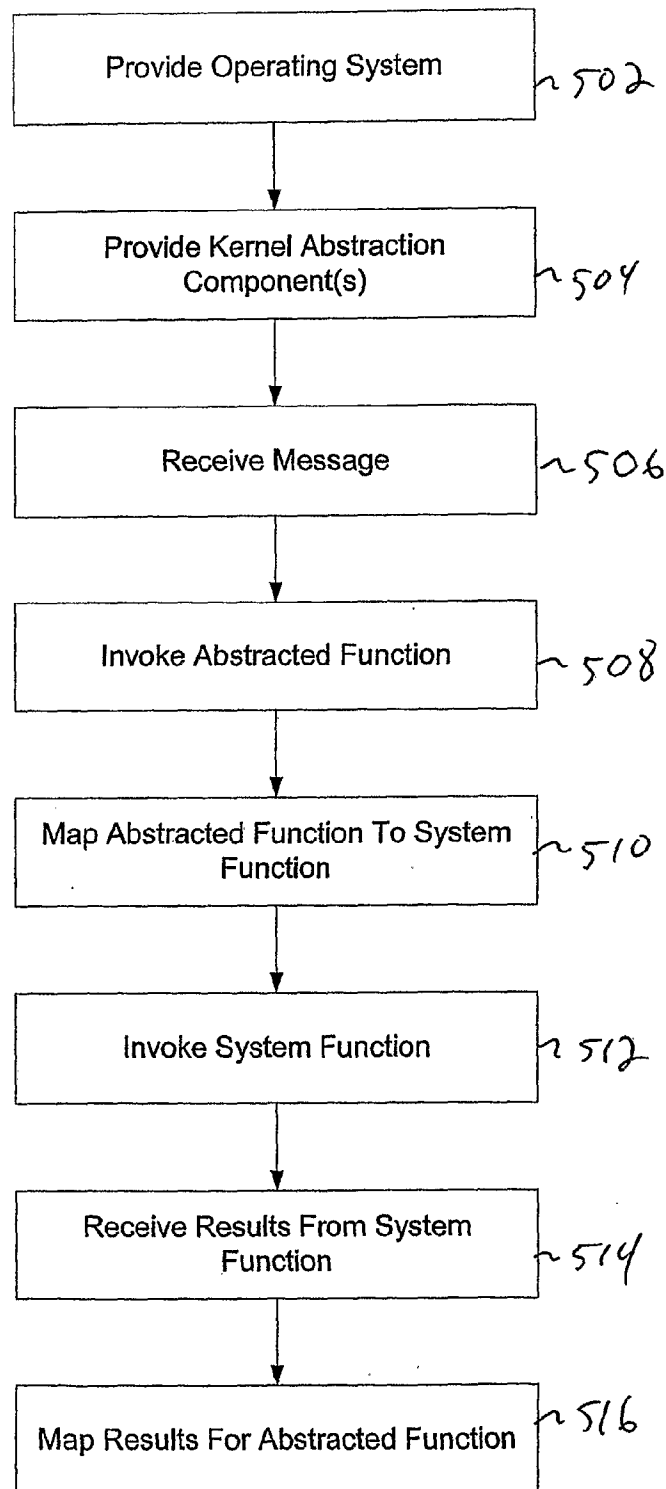 Provide Operating System
502
Provide Kernel Abstraction
Component(s)
504
Receive Message
506
Invoke Abstracted Function
508
Map Abstracted Function To System
Function
510
Invoke System Function
512
Receive Results From System
Function
514
Map Results For Abstracted Function
516